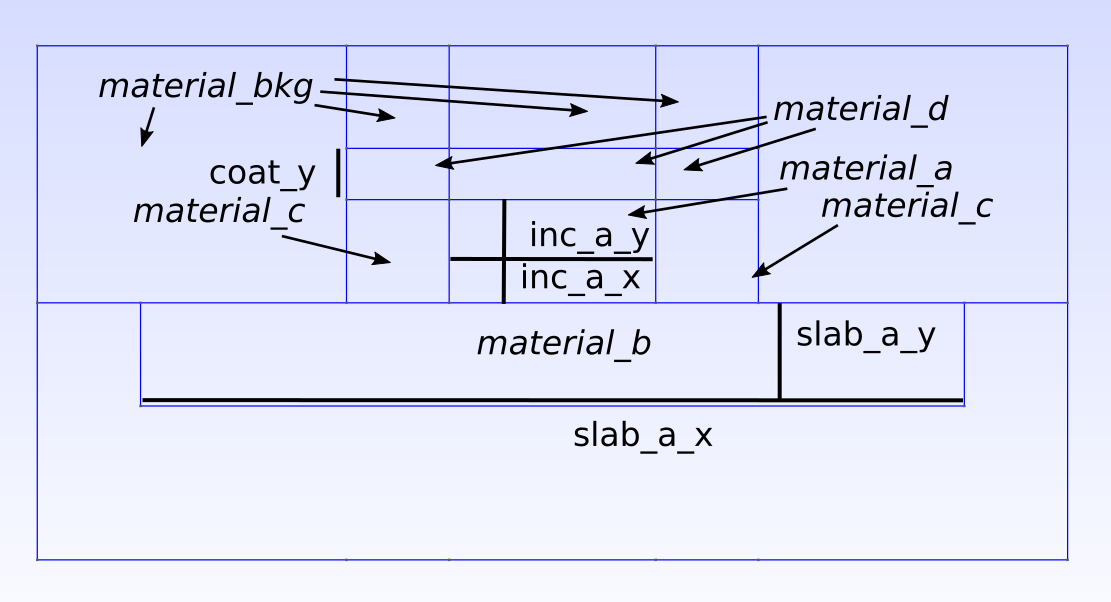 material_bkg
material_d
coat_y
material_a
material_c
material_c
inc_a_y
inc_a_x
material_b
slab_a_y
slab_a_x